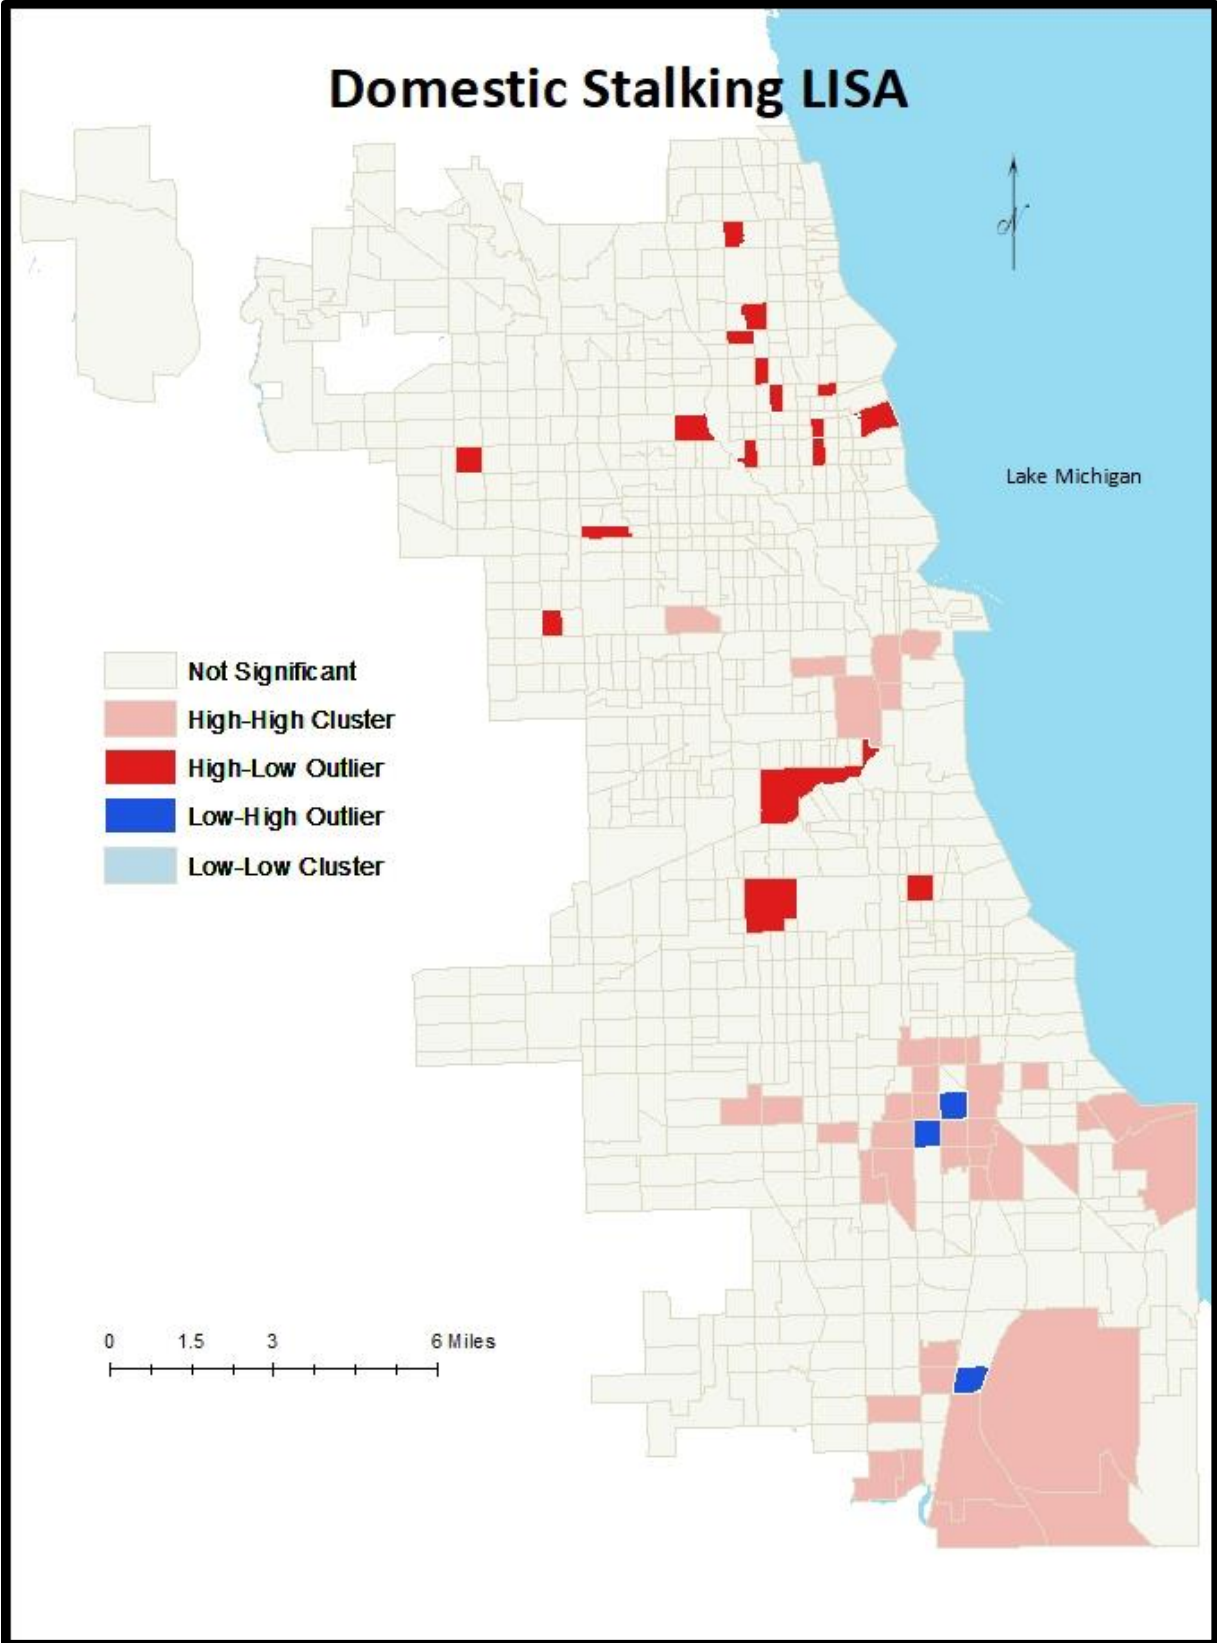 Domestic Stalking LISA
N
Lake Michigan
Not Significant
High-High Cluster
High-Low Outlier
Low-High Outlier
Low-Low Cluster
0 1.5 3 6 Miles